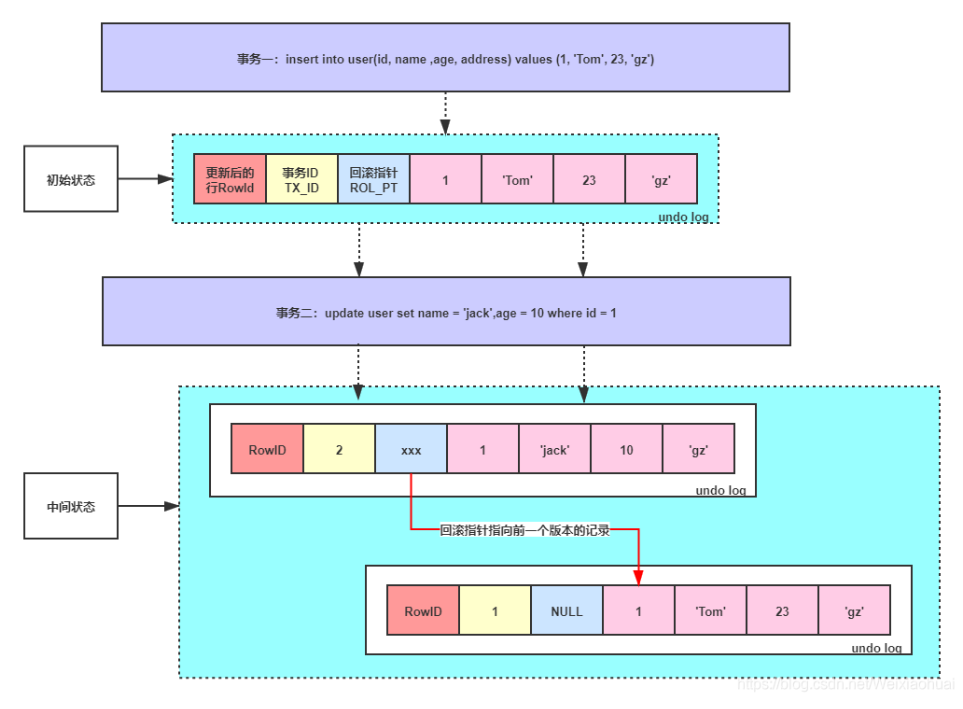 事务一：insert into user(id, name ,age, address) values (1, 'Tom', 23, 'gz')
初始状态
更新后的
行RowId
事务ID
TX_ID
回滚指针
ROL_PT
1
'Tom'
23
'gz'
undo log
事务二：update user set name = 'jack',age = 10 where id = 1
中间状态
RowID
2
xxx
1
'jack'
10
'gz'
undo log
回滚指针指向前一个版本的记录
RowID
1
NULL
1
'Tom'
23
'gz'
undo log
https://blog.csdn.net/Weixiaohuai